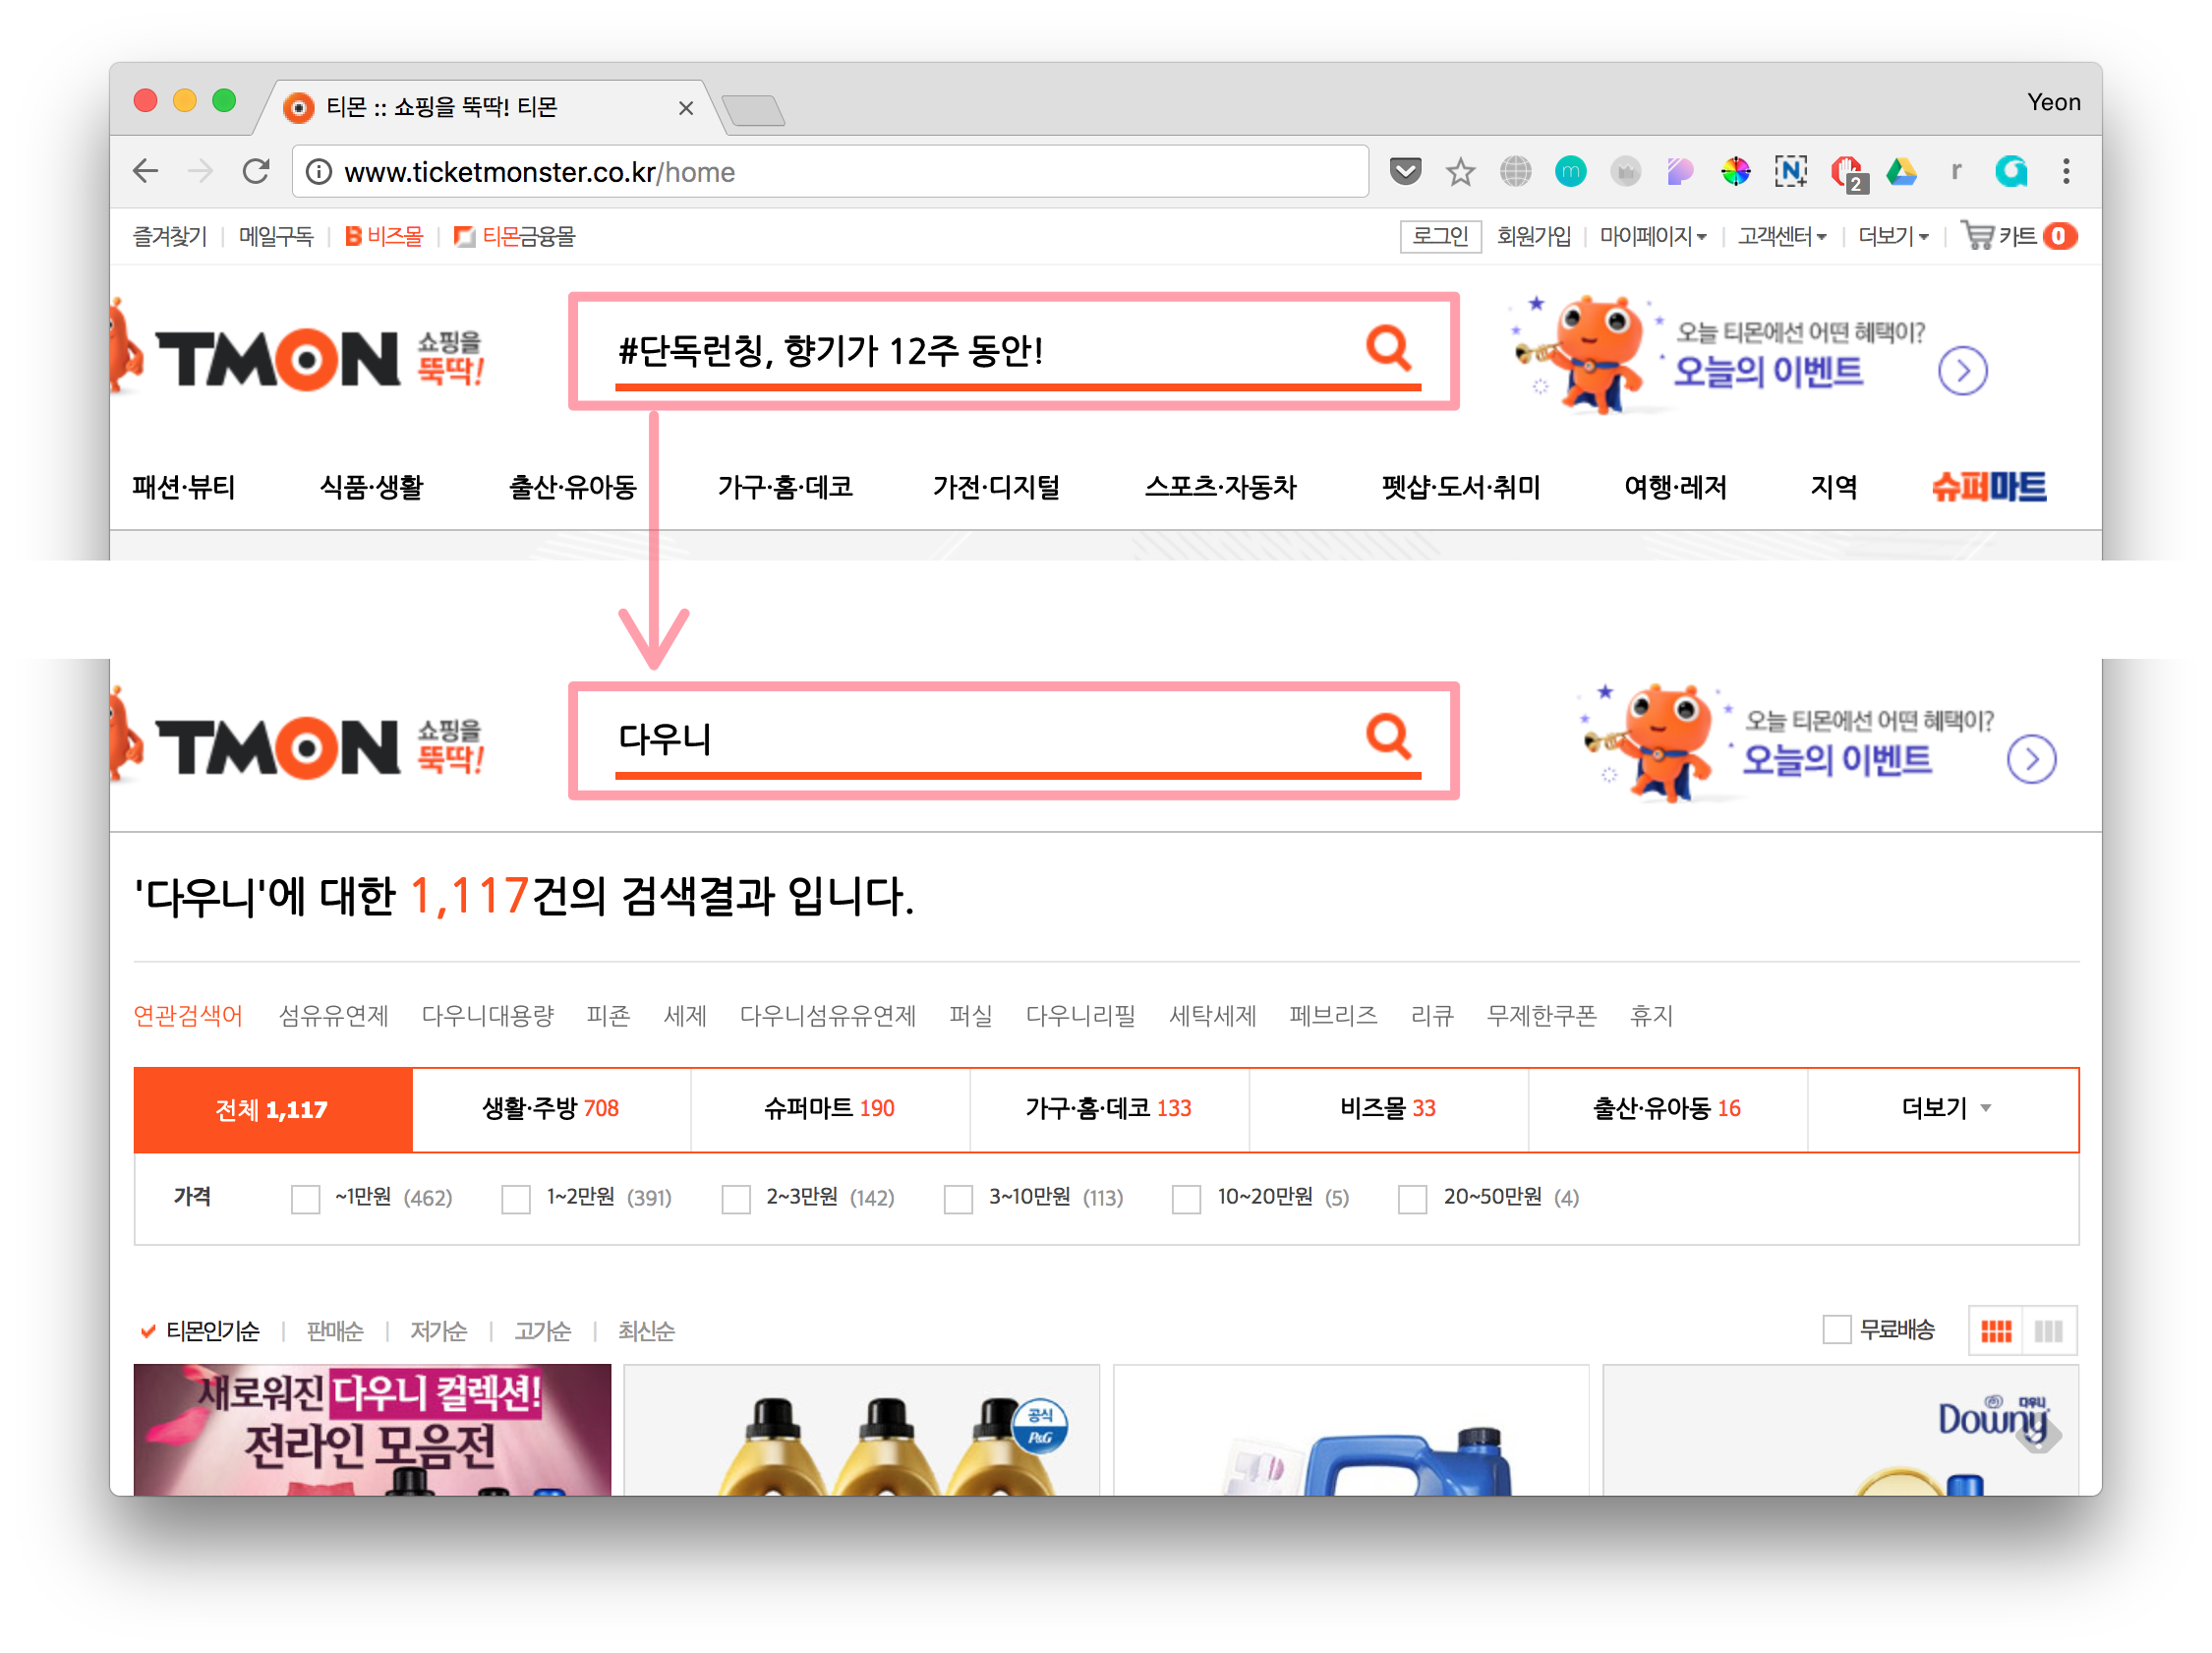 티몬 :: 쇼핑을 뚝딱! 티몬
Yeon
www.ticketmonster.co.kr/home
m
N
2
r
즐겨찾기 메일구독 B 비즈몰 티몬금융몰
로그인 회원가입 마이페이지 고객센터 더보기 카트 0
TMON 쇼핑을 뚝딱!
#단독런칭, 향기가 12주 동안!
오늘 티몬에선 어떤 혜택이?
오늘의 이벤트
패션·뷰티 식품·생활 출산·유아동 가구·홈·데코 가전·디지털 스포츠·자동차 펫샵·도서·취미 여행·레저 지역 슈퍼마트
TMON 쇼핑을 뚝딱!
다우니
오늘 티몬에선 어떤 혜택이?
오늘의 이벤트
'다우니'에 대한 1,117건의 검색결과 입니다.
연관검색어 섬유유연제 다우니대용량 피죤 세제 다우니섬유유연제 퍼실 다우니리필 세탁세제 페브리즈 리큐 무제한쿠폰 휴지
전체 1,117 생활·주방 708 슈퍼마트 190 가구·홈·데코 133 비즈몰 33 출산·유아동 16 더보기
가격 ~1만원 (462) 1~2만원 (391) 2~3만원 (142) 3~10만원 (113) 10~20만원 (5) 20~50만원 (4)
티몬인기순 판매순 저가순 고가순 최신순 무료배송
새로워진 다우니 컬렉션!
전라인 모음전
공식
P&G
다우니
Downy